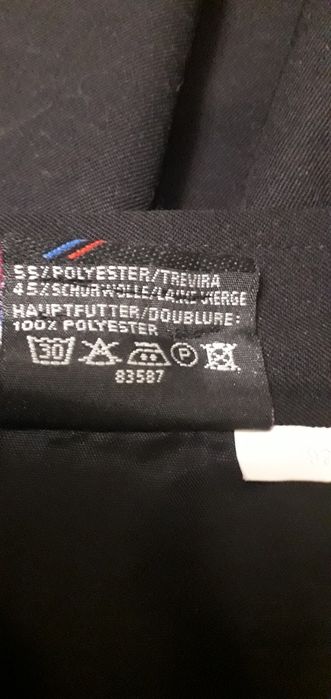 55% POLYESTER/TREVIRA
45% SCHURWOLLE/LAINE VIERGE
HAUPTFUTTER/DOUBLURE:
100% POLYESTER
30 P
83587